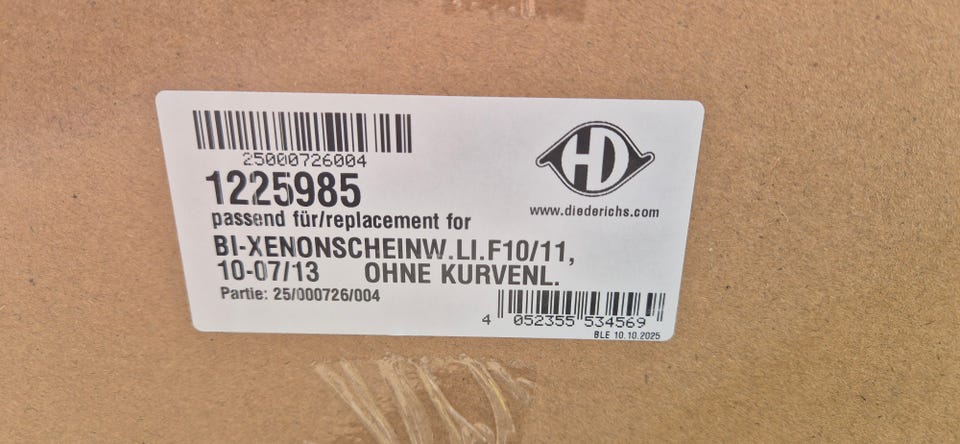 25000726004
1225985
HD
www.diederichs.com
passend für/replacement for
BI-XENONSCHEINW.LI.F10/11,
10-07/13 OHNE KURVENL.
Partie: 25/000726/004
4 052355 534569
BLE 10.10.2025